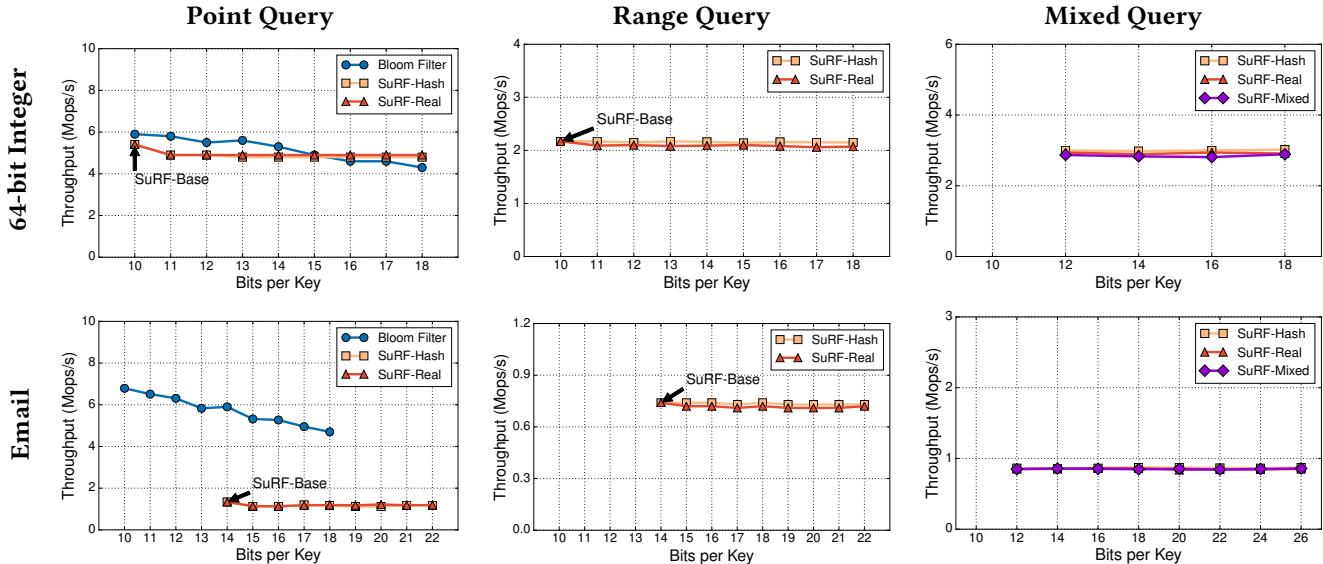 Point Query
Range Query
Mixed Query
64-bit Integer
Throughput (Mops/s)
10
8
6
4
2
0
Bloom Filter
SuRF-Hash
SuRF-Real
SuRF-Base
10 11 12 13 14 15 16 17 18
Bits per Key
Throughput (Mops/s)
4
3
2
1
0
SuRF-Hash
SuRF-Real
SuRF-Base
10 11 12 13 14 15 16 17 18
Bits per Key
Throughput (Mops/s)
6
4
2
0
SuRF-Hash
SuRF-Real
SuRF-Mixed
10 12 14 16 18
Bits per Key
Email
Throughput (Mops/s)
10
8
6
4
2
0
Bloom Filter
SuRF-Hash
SuRF-Real
SuRF-Base
10 11 12 13 14 15 16 17 18 19 20 21 22
Bits per Key
Throughput (Mops/s)
1.2
0.9
0.6
0.3
0.0
SuRF-Hash
SuRF-Real
SuRF-Base
10 11 12 13 14 15 16 17 18 19 20 21 22
Bits per Key
Throughput (Mops/s)
3
2
1
0
SuRF-Hash
SuRF-Real
SuRF-Mixed
10 12 14 16 18 20 22 24 26
Bits per Key